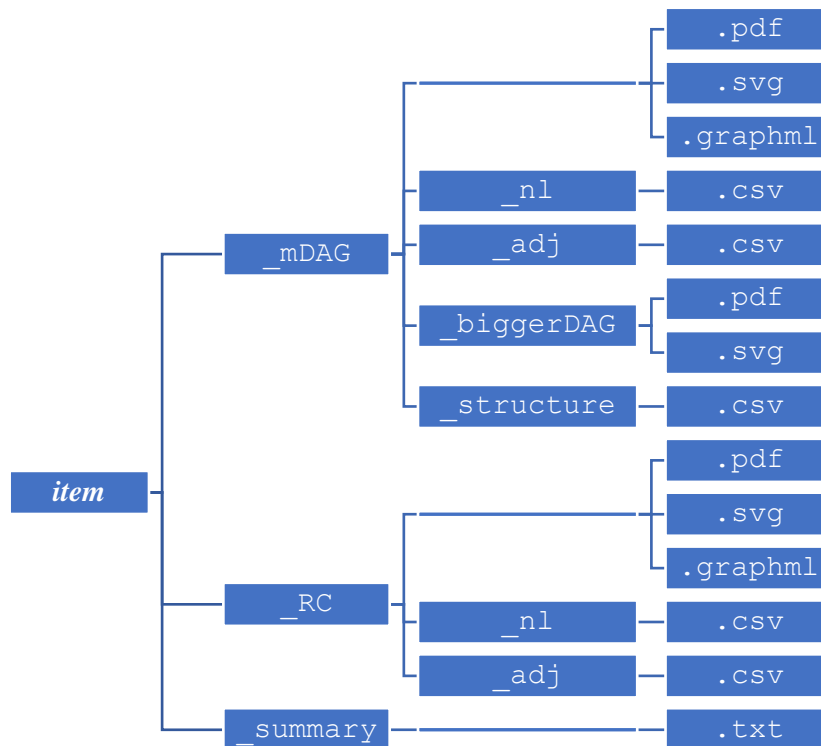 .pdf
.svg
.graphml
_nl
.csv
_mDAG
_adj
.csv
.pdf
_biggerDAG
.svg
_structure
.csv
.pdf
item
.svg
.graphml
_RC
_nl
.csv
_adj
.csv
_summary
.txt